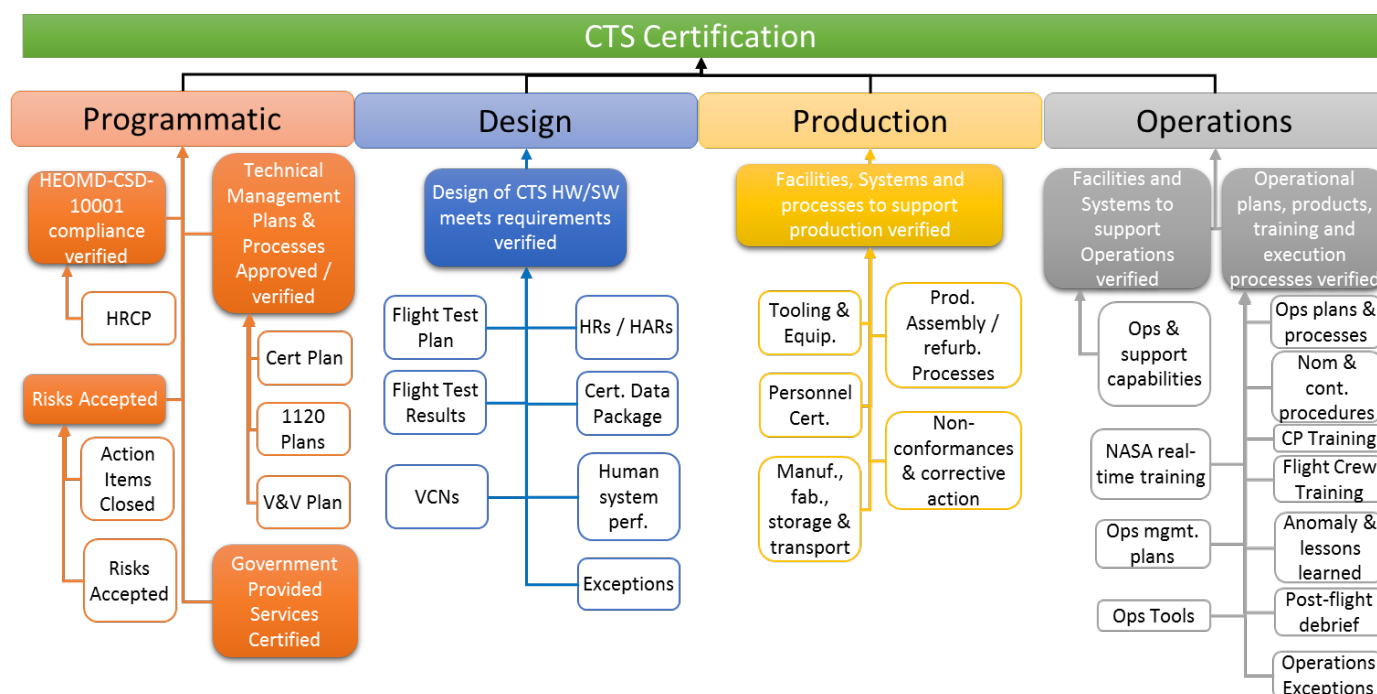 CTS Certification
Programmatic
Design
Production
Operations
HEOMD-CSD-
10001
compliance
verified
HRCP
Risks Accepted
Action
Items
Closed
Risks
Accepted
Technical
Management
Plans &
Processes
Approved /
verified
Cert Plan
1120
Plans
V&V Plan
Government
Provided
Services
Certified
Design of CTS HW/SW
meets requirements
verified
Flight Test
Plan
HRs / HARs
Flight Test
Results
Cert. Data
Package
VCNs
Human
system
perf.
Exceptions
Facilities, Systems and
processes to support
production verified
Tooling &
Equip.
Prod.
Assembly /
refurb.
Processes
Personnel
Cert.
Non-
conformances
& corrective
action
Manuf.,
fab.,
storage &
transport
Facilities and
Systems to
support
Operations
verified
Ops &
support
capabilities
Operational
plans, products,
training and
execution
processes verified
Ops plans &
processes
Nom &
cont.
procedures
CP Training
NASA real-
time training
Flight Crew
Training
Ops mgmt.
plans
Anomaly &
lessons
learned
Ops Tools
Post-flight
debrief
Operations
Exceptions